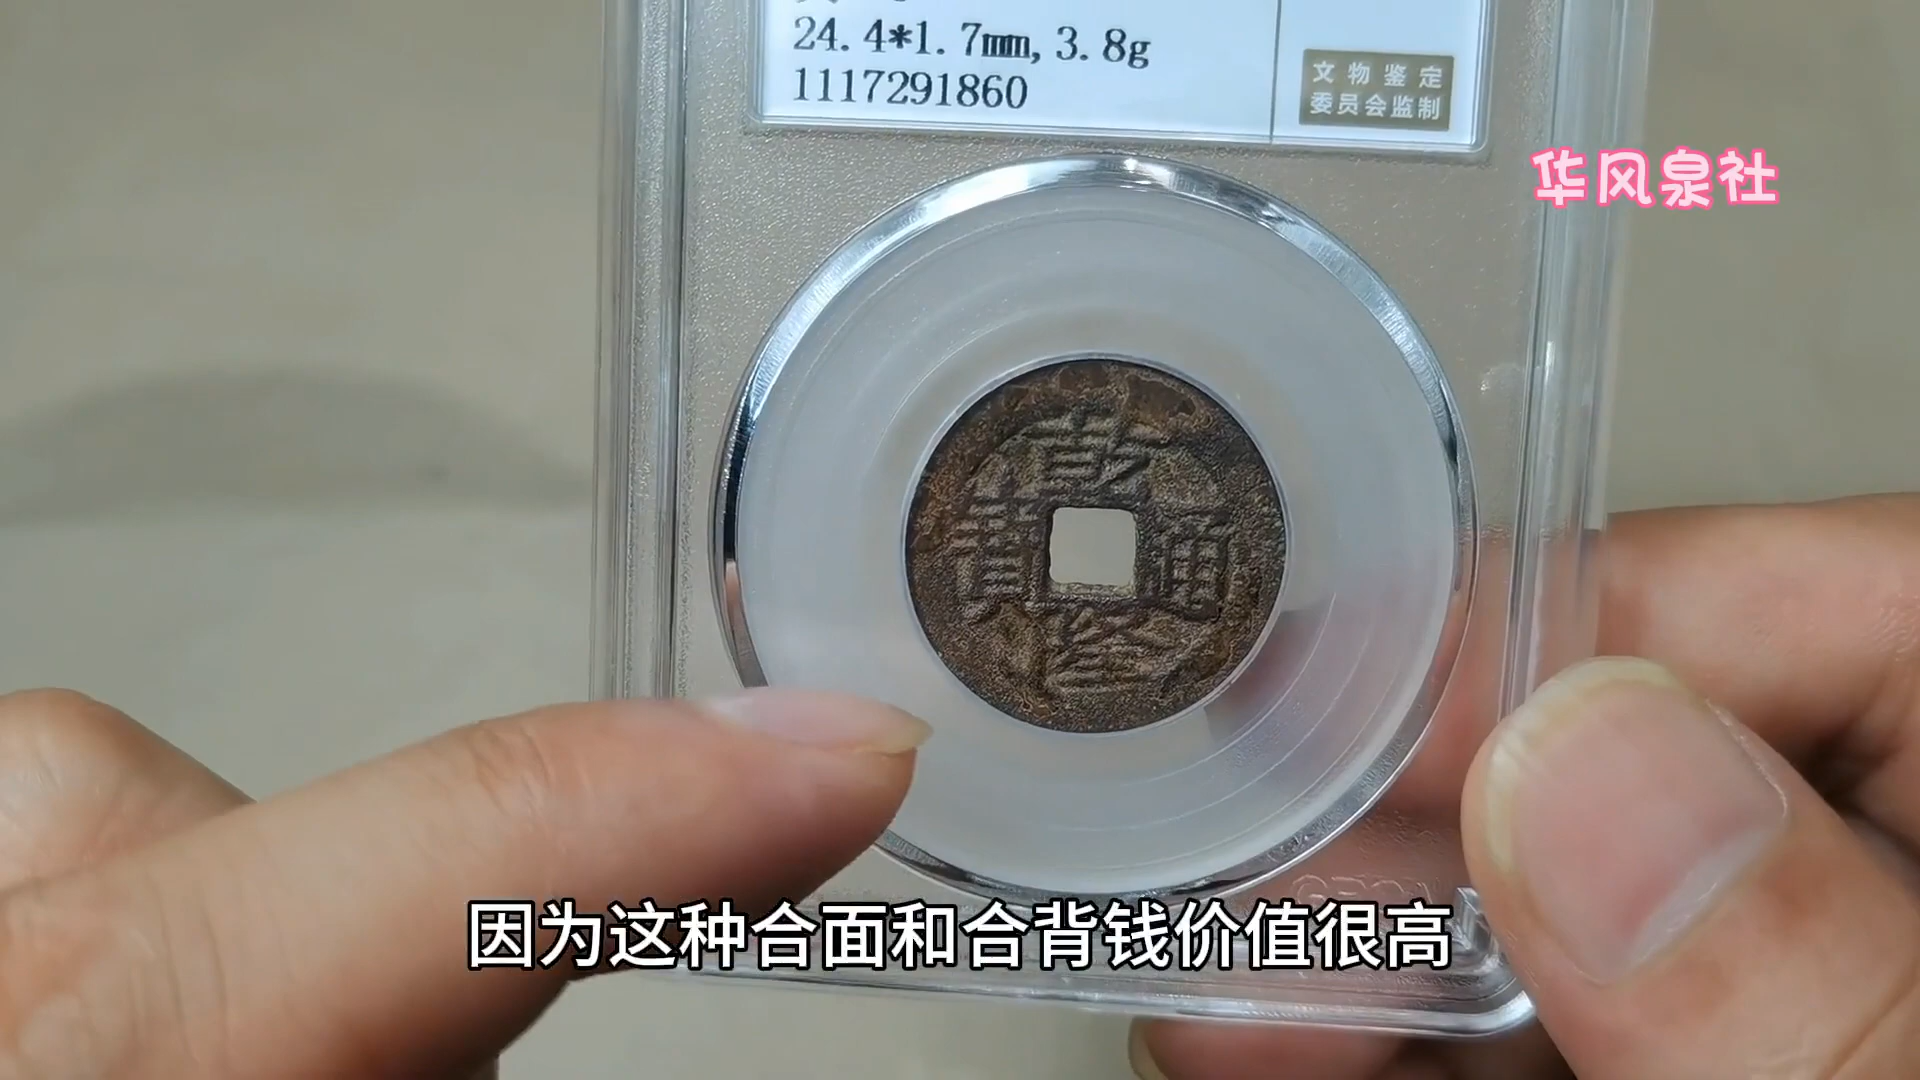 24.4*1.7mm,3.8g
1117291860
文物鉴定
委员会监制
华风泉社
乾
寳 通
隆
因为这种合面和合背钱价值很高